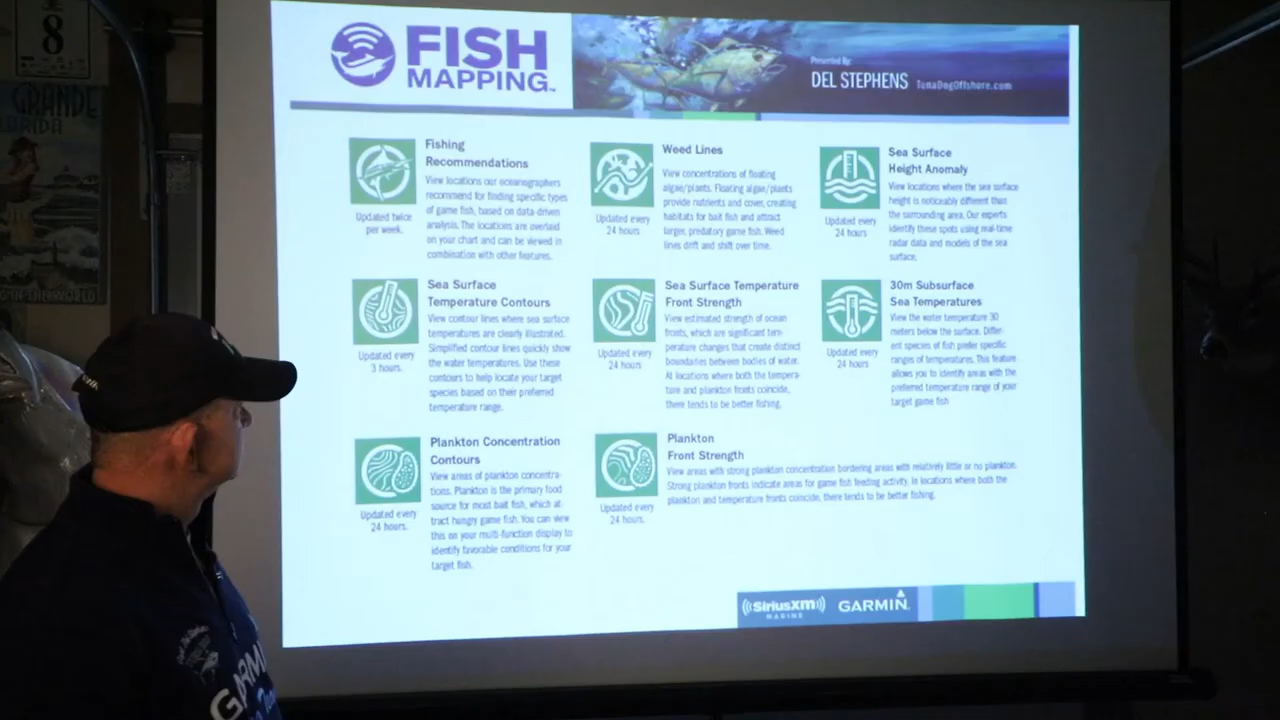 8
GRANDE
FISH
MAPPING™
Presented By:
DEL STEPHENS TunaDogOffshore.com
Fishing
Recommendations
View locations our oceanographers
recommend for finding specific types
of game fish, based on data-driven
analysis. The locations are overlaid
on your chart and can be viewed in
combination with other features.
Updated twice
per week.
Weed Lines
View concentrations of floating
algae/plants. Floating algae/plants
provide nutrients and cover, creating
habitats for bait fish and attract
larger, predatory game fish. Weed
lines drift and shift over time.
Updated every
24 hours
Sea Surface
Height Anomaly
View locations where the sea surface
height is noticeably different than
the surrounding area. Our experts
identify these spots using real-time
radar data and models of the sea
surface.
Updated every
24 hours
Sea Surface
Temperature Contours
View contour lines where sea surface
temperatures are clearly illustrated.
Simplified contour lines quickly show
the water temperatures. Use these
contours to help locate your target
species based on their preferred
temperature range.
Updated every
3 hours.
Sea Surface Temperature
Front Strength
View estimated strength of ocean
fronts, which are significant tem-
perature changes that create distinct
boundaries between bodies of water.
At locations where both the tempera-
ture and plankton fronts coincide,
there tends to be better fishing.
Updated every
24 hours
30m Subsurface
Sea Temperatures
View the water temperature 30
meters below the surface. Differ-
ent species of fish prefer specific
ranges of temperatures. This feature
allows you to identify areas with the
preferred temperature range of your
target game fish
Updated every
24 hours
Plankton Concentration
Contours
View areas of plankton concentra-
tions. Plankton is the primary food
source for most bait fish, which at-
tract hungry game fish. You can view
this on your multi-function display to
identify favorable conditions for your
target fish.
Updated every
24 hours.
Plankton
Front Strength
View areas with strong plankton concentration bordering areas with relatively little or no plankton.
Strong plankton fronts indicate areas for game fish feeding activity. In locations where both the
plankton and temperature fronts coincide, there tends to be better fishing.
Updated every
24 hours.
SiriusXM
MARINE
GARMIN
GARMI